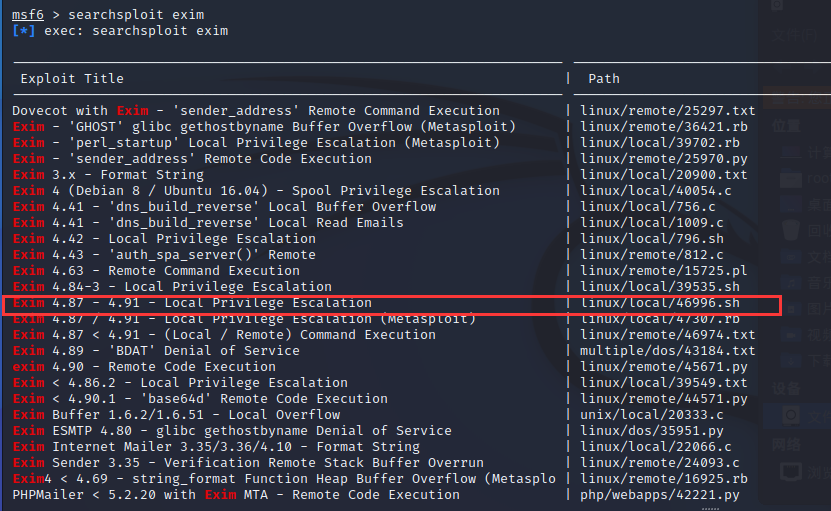 msf6 > searchsploit exim
[*] exec: searchsploit exim
Exploit Title | Path
Dovecot with Exim - 'sender_address' Remote Command Execution | linux/remote/25297.txt
Exim - 'GHOST' glibc gethostbyname Buffer Overflow (Metasploit) | linux/remote/36421.rb
Exim - 'perl_startup' Local Privilege Escalation (Metasploit) | linux/local/39702.rb
Exim - 'sender_address' Remote Code Execution | linux/remote/25970.py
Exim 3.x - Format String | linux/local/20900.txt
Exim 4 (Debian 8 / Ubuntu 16.04) - Spool Privilege Escalation | linux/local/40054.c
Exim 4.41 - 'dns_build_reverse' Local Buffer Overflow | linux/local/756.c
Exim 4.41 - 'dns_build_reverse' Local Read Emails | linux/local/1009.c
Exim 4.42 - Local Privilege Escalation | linux/local/796.sh
Exim 4.43 - 'auth_spa_server()' Remote | linux/remote/812.c
Exim 4.63 - Remote Command Execution | linux/remote/15725.pl
Exim 4.84-3 - Local Privilege Escalation | linux/local/39535.sh
Exim 4.87 - 4.91 - Local Privilege Escalation | linux/local/46996.sh
Exim 4.87 / 4.91 - Local Privilege Escalation (Metasploit) | linux/local/47307.rb
Exim 4.87 < 4.91 - (Local / Remote) Command Execution | linux/remote/46974.txt
Exim 4.89 - 'BDAT' Denial of Service | multiple/dos/43184.txt
exim 4.90 - Remote Code Execution | linux/remote/45671.py
Exim < 4.86.2 - Local Privilege Escalation | linux/local/39549.txt
Exim < 4.90.1 - 'base64d' Remote Code Execution | linux/remote/44571.py
Exim Buffer 1.6.2/1.6.51 - Local Overflow | unix/local/20333.c
Exim ESMTP 4.80 - glibc gethostbyname Denial of Service | linux/dos/35951.py
Exim Internet Mailer 3.35/3.36/4.10 - Format String | linux/local/22066.c
Exim Sender 3.35 - Verification Remote Stack Buffer Overrun | linux/remote/24093.c
Exim4 < 4.69 - string_format Function Heap Buffer Overflow (Metasplo | linux/remote/16925.rb
PHPMailer < 5.2.20 with Exim MTA - Remote Code Execution | php/webapps/42221.py
位置
设备
网络